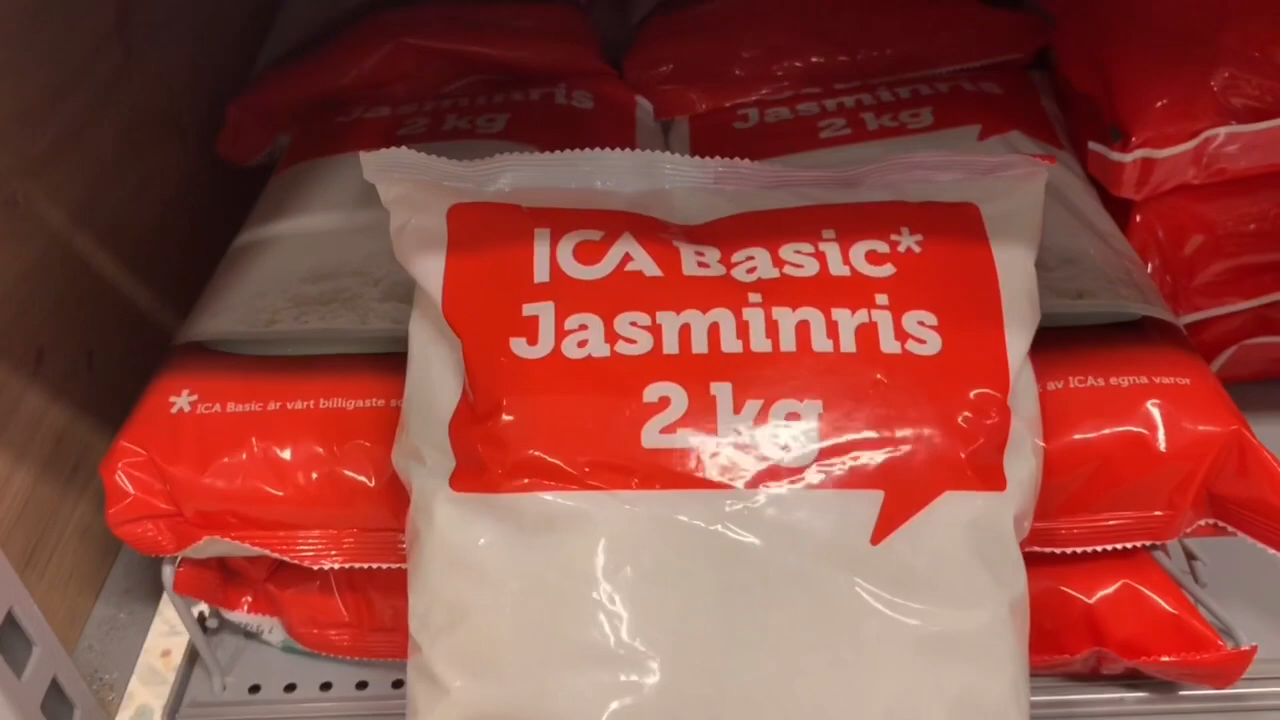 Jasminris
2 kg
Jasminris
2 kg
ICA Basic*
Jasminris
2 kg
*ICA Basic är vårt billigaste
av ICAs egna varor